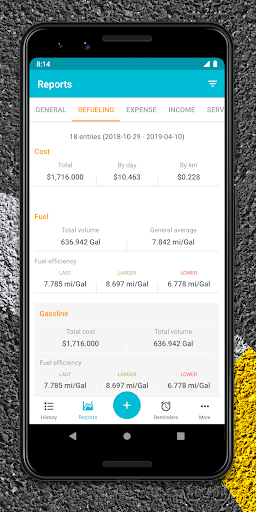 8:14
Reports
GENERAL REFUELING EXPENSE INCOME SERV
18 entries (2018-10-29 - 2019-04-10)
Cost
Total By day By km
$1,716.000 $10.463 $0.228
Fuel
Total volume General average
636.942 Gal 7.842 mi/Gal
Fuel efficiency
LAST LARGER LOWER
7.785 mi/Gal 8.697 mi/Gal 6.778 mi/Gal
Gasoline
Total cost Total volume
$1,716.000 636.942 Gal
Fuel efficiency
LAST LARGER LOWER
7.785 mi/Gal 8.697 mi/Gal 6.778 mi/Gal
History Reports + Reminders More